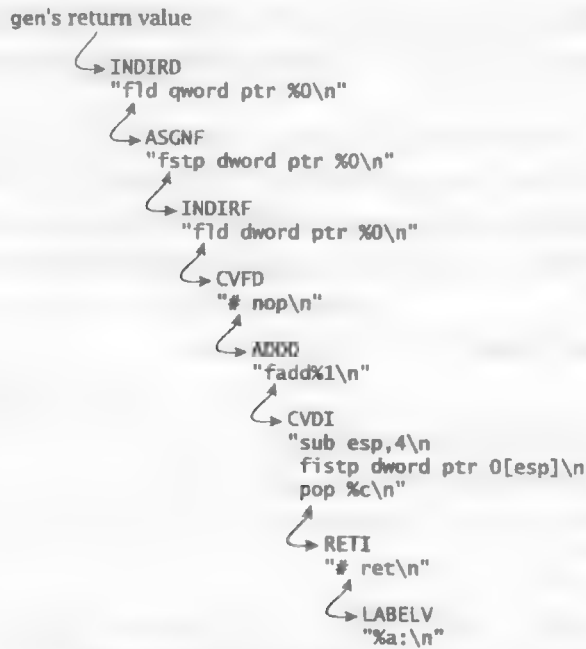 gen's return value
INDIRD
"fld qword ptr %0\n"
ASGNF
"fstp dword ptr %0\n"
INDIRF
"fld dword ptr %0\n"
CVFD
"# nop\n"
ADDD
"fadd%1\n"
CVDI
"sub esp,4\n
fistp dword ptr 0[esp]\n
pop %c\n"
RETI
"# ret\n"
LABELV
"%a:\n"